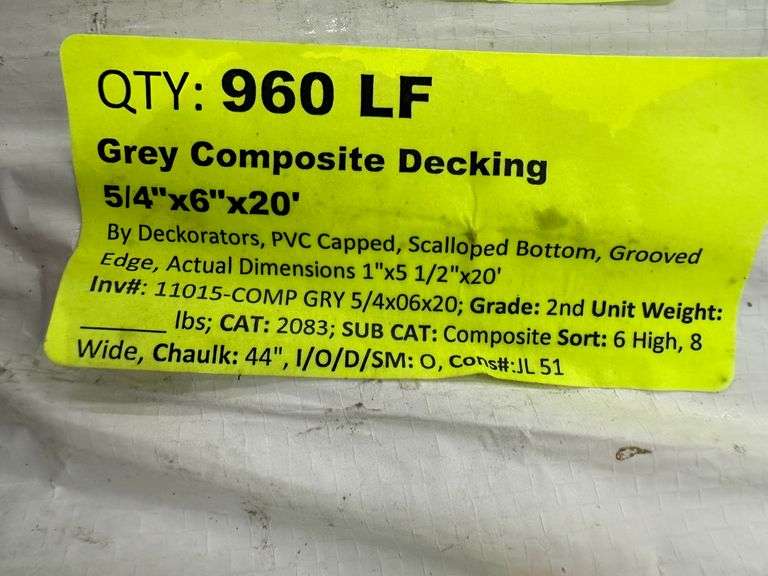 QTY: 960 LF
Grey Composite Decking
5/4"x6"x20'
By Deckorators, PVC Capped, Scalloped Bottom, Grooved
Edge, Actual Dimensions 1"x5 1/2"x20'
Inv#: 11015-COMP GRY 5/4x06x20; Grade: 2nd Unit Weight:
_______ lbs; CAT: 2083; SUB CAT: Composite Sort: 6 High, 8
Wide, Chaulk: 44", I/O/D/SM: O, Cons#:JL 51